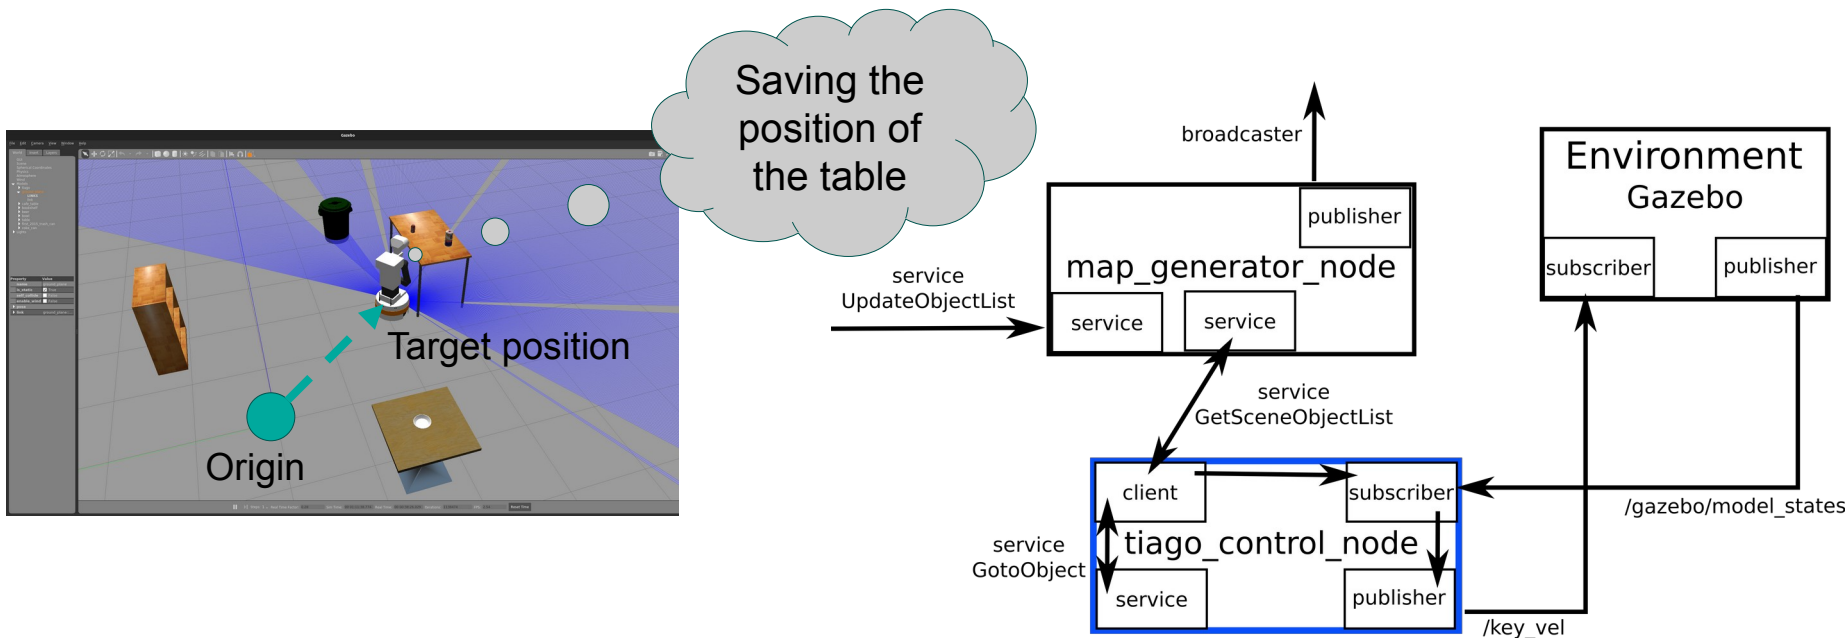 Saving the
position of
the table
Gazebo
Target position
Origin
broadcaster
publisher
map_generator_node
service
UpdateObjectList
service
service
service
GetSceneObjectList
Environment
Gazebo
subscriber
publisher
client
subscriber
/gazebo/model_states
service
GotoObject
tiago_control_node
service
publisher
/key_vel